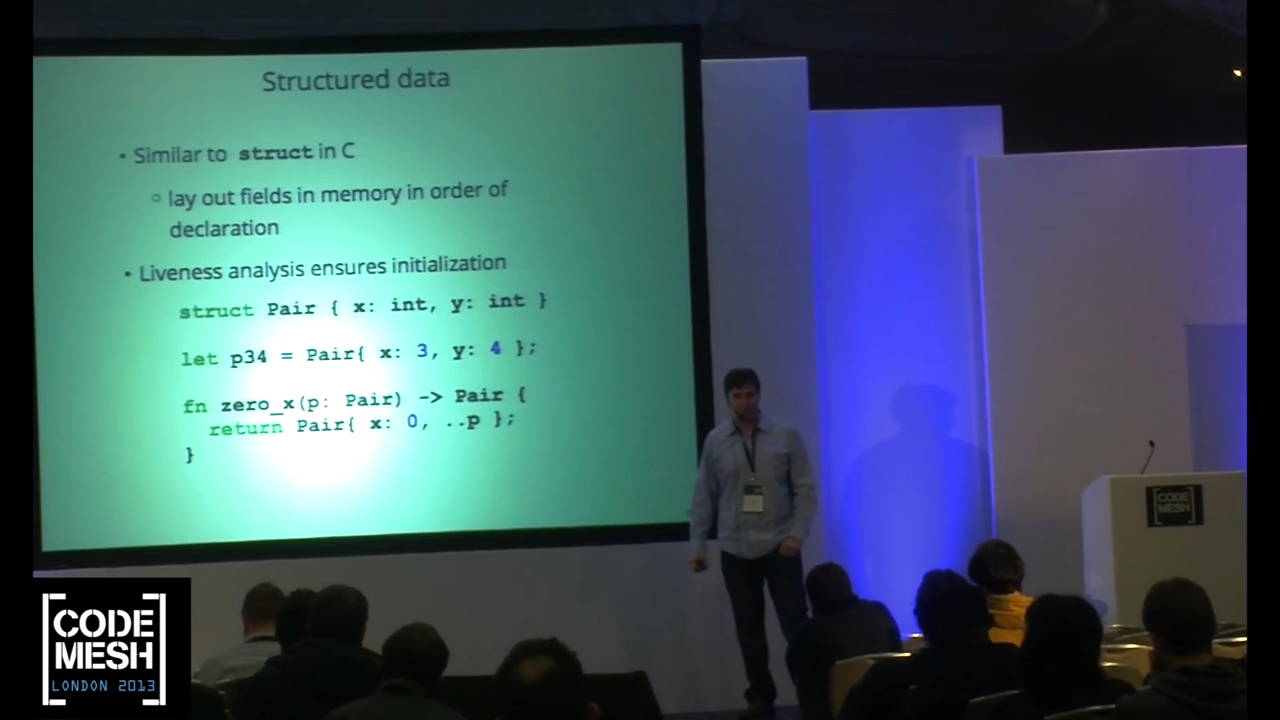 Structured data
• Similar to struct in C
○ lay out fields in memory in order of
declaration
• Liveness analysis ensures initialization
struct Pair { x: int, y: int }
let p34 = Pair{ x: 3, y: 4 };
fn zero_x(p: Pair) -> Pair {
return Pair{ x: 0, ..p };
}
CODE
MESH
[CODE
MESH]
LONDON 2013